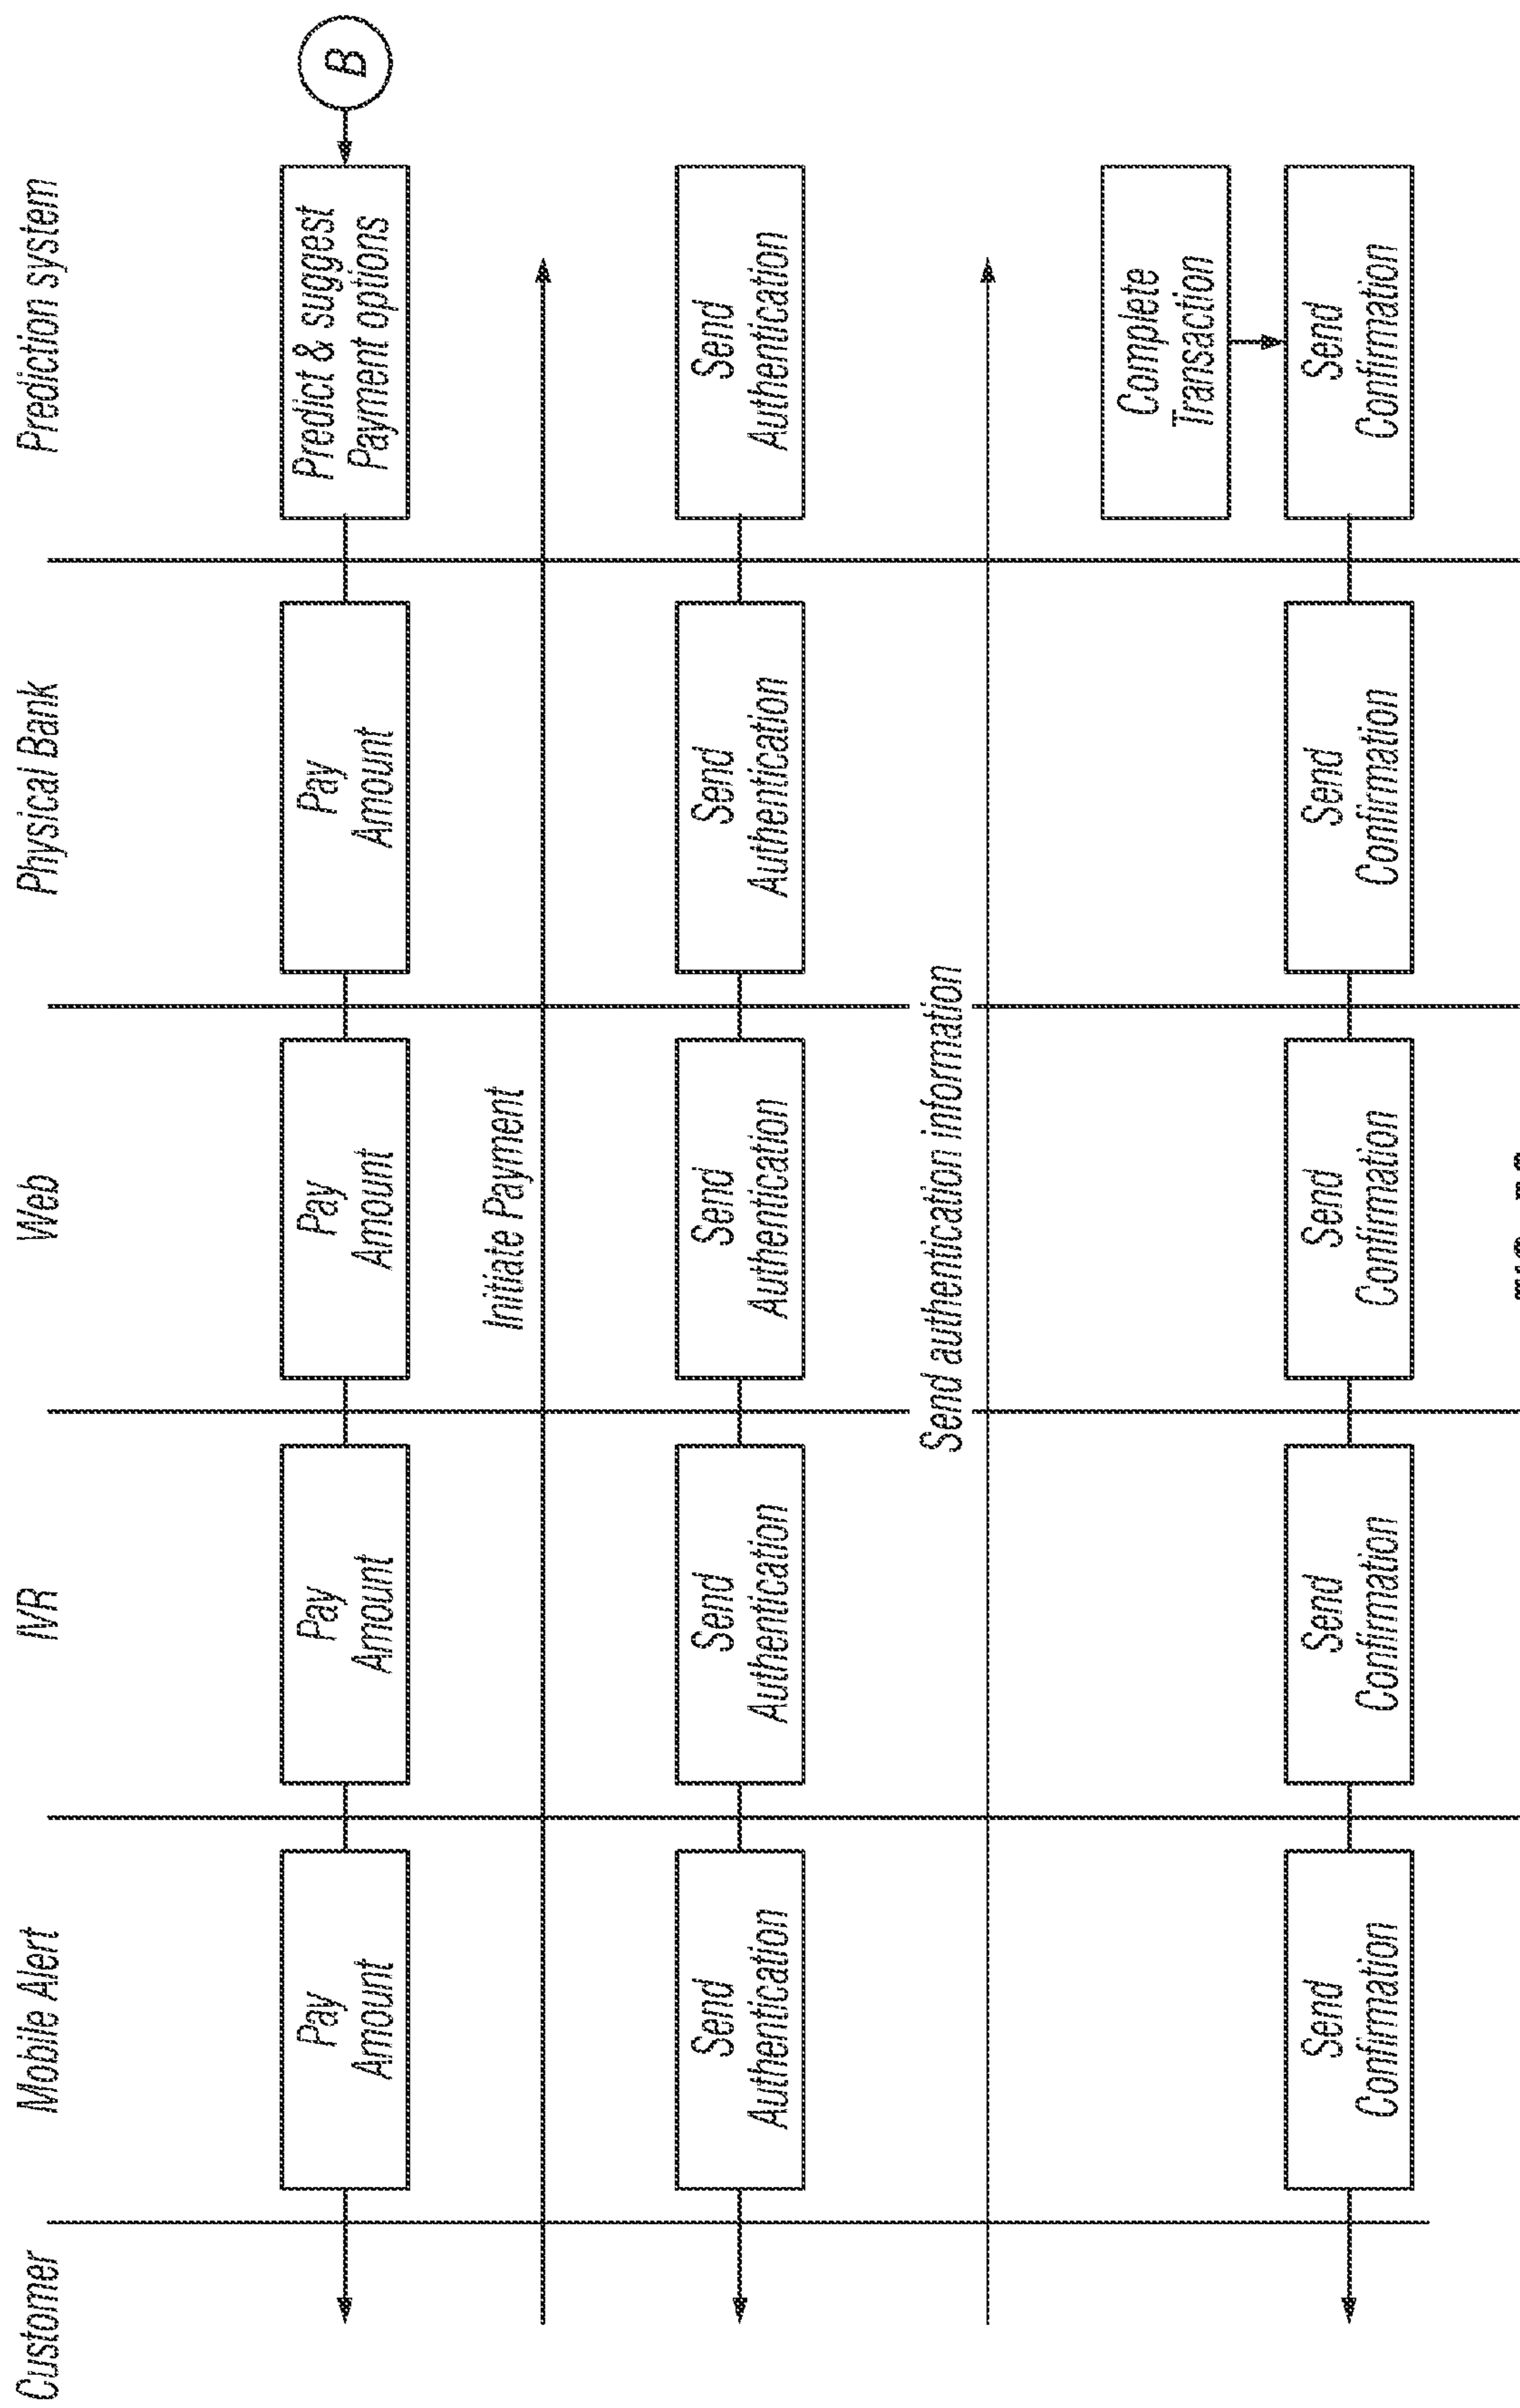 Customer
Mobile Alert
IVR
Web
Physical Bank
Prediction system
Pay
Amount
Pay
Amount
Pay
Amount
Pay
Amount
Predict & suggest
Payment options
B
Initiate Payment
Send
Authentication
Send
Authentication
Send
Authentication
Send
Authentication
Send
Authentication
Send authentication information
Complete
Transaction
Send
Confirmation
Send
Confirmation
Send
Confirmation
Send
Confirmation
Send
Confirmation